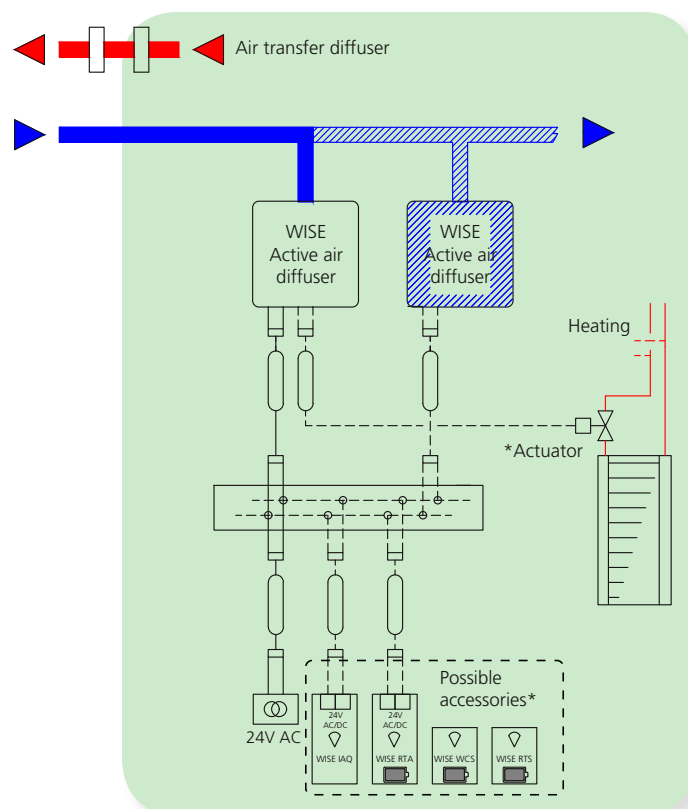 Air transfer diffuser
WISE
Active air
diffuser
WISE
Active air
diffuser
Heating
*Actuator
Possible
accessories*
24V
AC/DC
WISE IAQ
24V
AC/DC
WISE RTA
WISE WCS
WISE RTS
24V AC